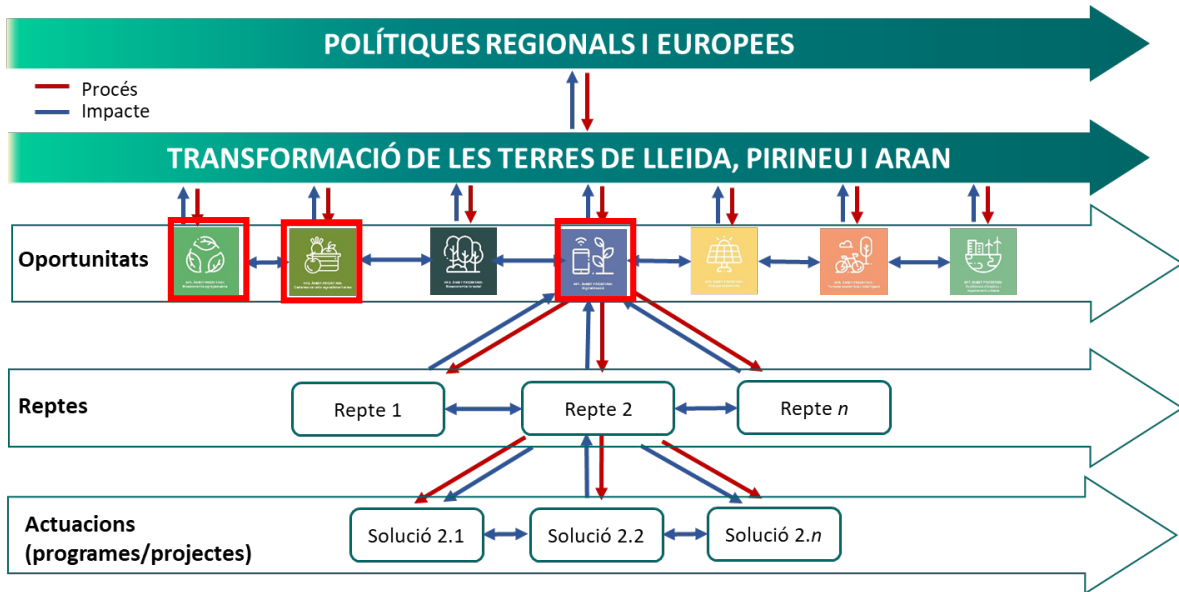 POLÍTIQUES REGIONALS I EUROPEES
Procés
Impacte
TRANSFORMACIÓ DE LES TERRES DE LLEIDA, PIRINEU I ARAN
Oportunitats
Reptes
Repte 1
Repte 2
Repte n
Actuacions
(programes/projectes)
Solució 2.1
Solució 2.2
Solució 2.n